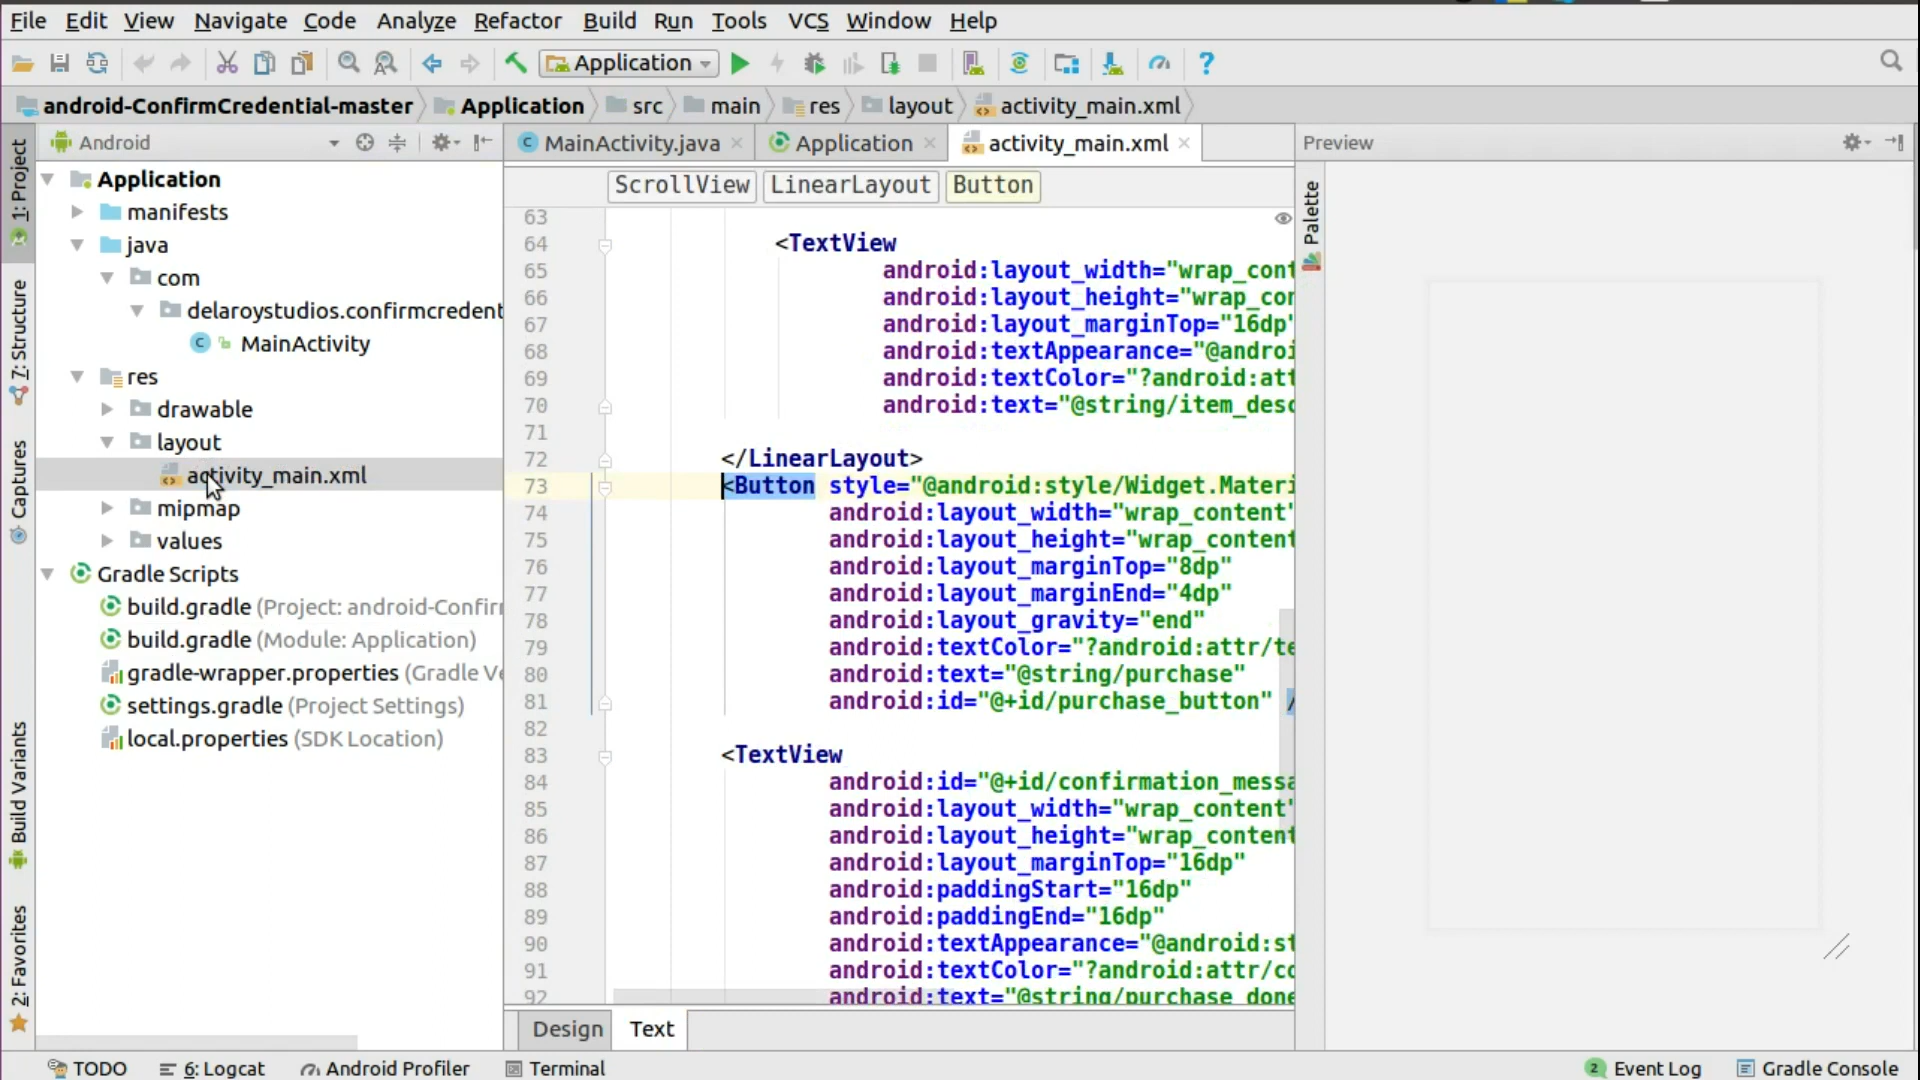 File Edit View Navigate Code Analyze Refactor Build Run Tools VCS Window Help
Application
android-ConfirmCredential-master Application src main res layout activity_main.xml
Android
MainActivity.java Application activity_main.xml
Preview
ScrollView LinearLayout Button
1: Project
7: Structure
Captures
Build Variants
2: Favorites
Application
manifests
java
com
delaroystudios.confirmcredent
MainActivity
res
drawable
layout
activity_main.xml
mipmap
values
Gradle Scripts
build.gradle (Project: android-Confirm
build.gradle (Module: Application)
gradle-wrapper.properties (Gradle Ve
settings.gradle (Project Settings)
local.properties (SDK Location)
63
64 <TextView
65 android:layout_width="wrap_cont
66 android:layout_height="wrap_con
67 android:layout_marginTop="16dp"
68 android:textAppearance="@androi
69 android:textColor="?android:att
70 android:text="@string/item_desc
71
72 </LinearLayout>
73 <Button style="@android:style/Widget.Materi
74 android:layout_width="wrap_content"
75 android:layout_height="wrap_content
76 android:layout_marginTop="8dp"
77 android:layout_marginEnd="4dp"
78 android:layout_gravity="end"
79 android:textColor="?android:attr/te
80 android:text="@string/purchase"
81 android:id="@+id/purchase_button" /
82
83 <TextView
84 android:id="@+id/confirmation_messa
85 android:layout_width="wrap_content"
86 android:layout_height="wrap_content
87 android:layout_marginTop="16dp"
88 android:paddingStart="16dp"
89 android:paddingEnd="16dp"
90 android:textAppearance="@android:st
91 android:textColor="?android:attr/co
92 android:text="@string/purchase_done
Palette
Design Text
TODO 6: Logcat Android Profiler Terminal
2 Event Log Gradle Console